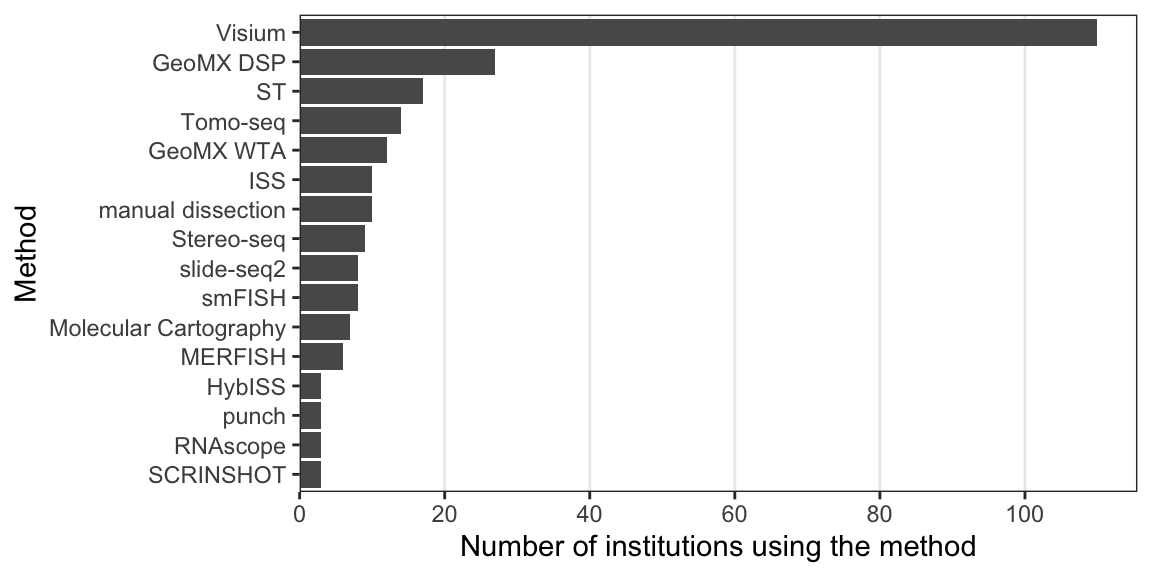 Method
Visium
GeoMX DSP
ST
Tomo-seq
GeoMX WTA
ISS
manual dissection
Stereo-seq
slide-seq2
smFISH
Molecular Cartography
MERFISH
HybISS
punch
RNAscope
SCRINSHOT
0 20 40 60 80 100
Number of institutions using the method